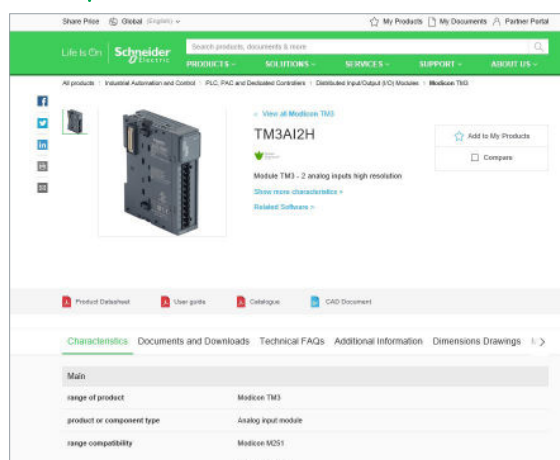 Share Price Global (English) My Products My Documents Partner Portal
Life Is On Schneider Electric
Search products, documents & more
PRODUCTS SOLUTIONS SERVICES SUPPORT ABOUT US
All products Industrial Automation and Control PLC, PAC and Dedicated Controllers Distributed Input/Output (I/O) Modules Modicon TM3
View all Modicon TM3
TM3AI2H
Add to My Products
Compare
Module TM3 - 2 analog inputs high resolution
Show more characteristics >
Related Software >
Product Datasheet User guide Catalogue CAD Document
Characteristics Documents and Downloads Technical FAQs Additional Information Dimensions Drawings
Main
range of product Modicon TM3
product or component type Analog input module
range compatibility Modicon M251